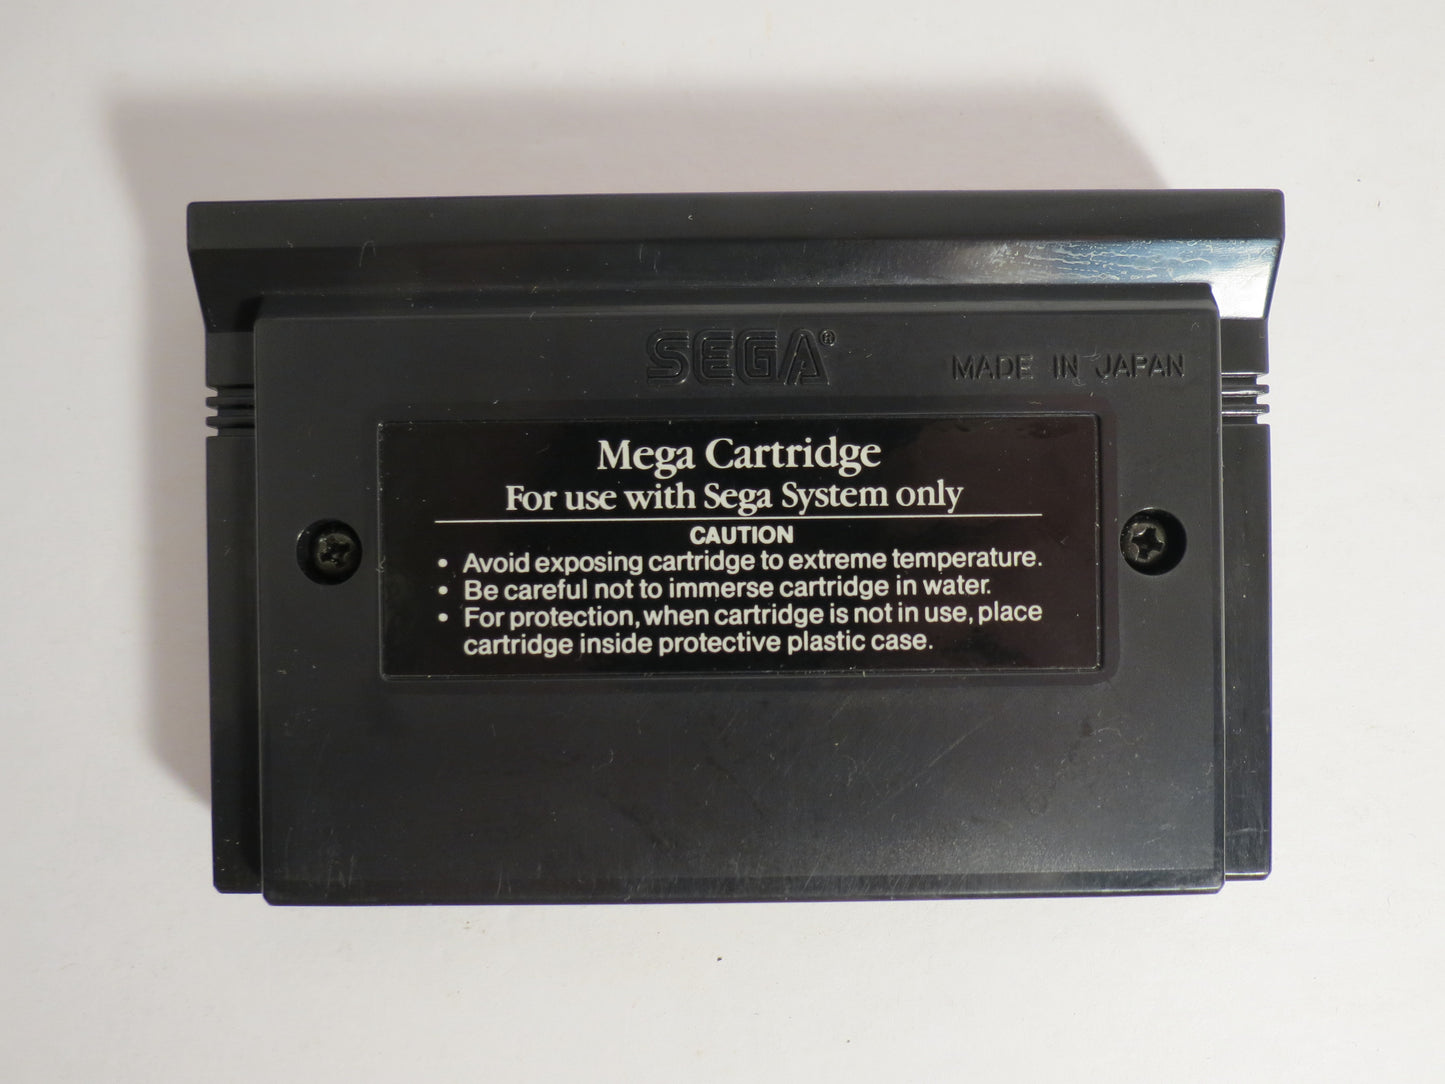 SEGA®
MADE IN JAPAN
Mega Cartridge
For use with Sega System only
CAUTION
• Avoid exposing cartridge to extreme temperature.
• Be careful not to immerse cartridge in water.
• For protection, when cartridge is not in use, place
cartridge inside protective plastic case.